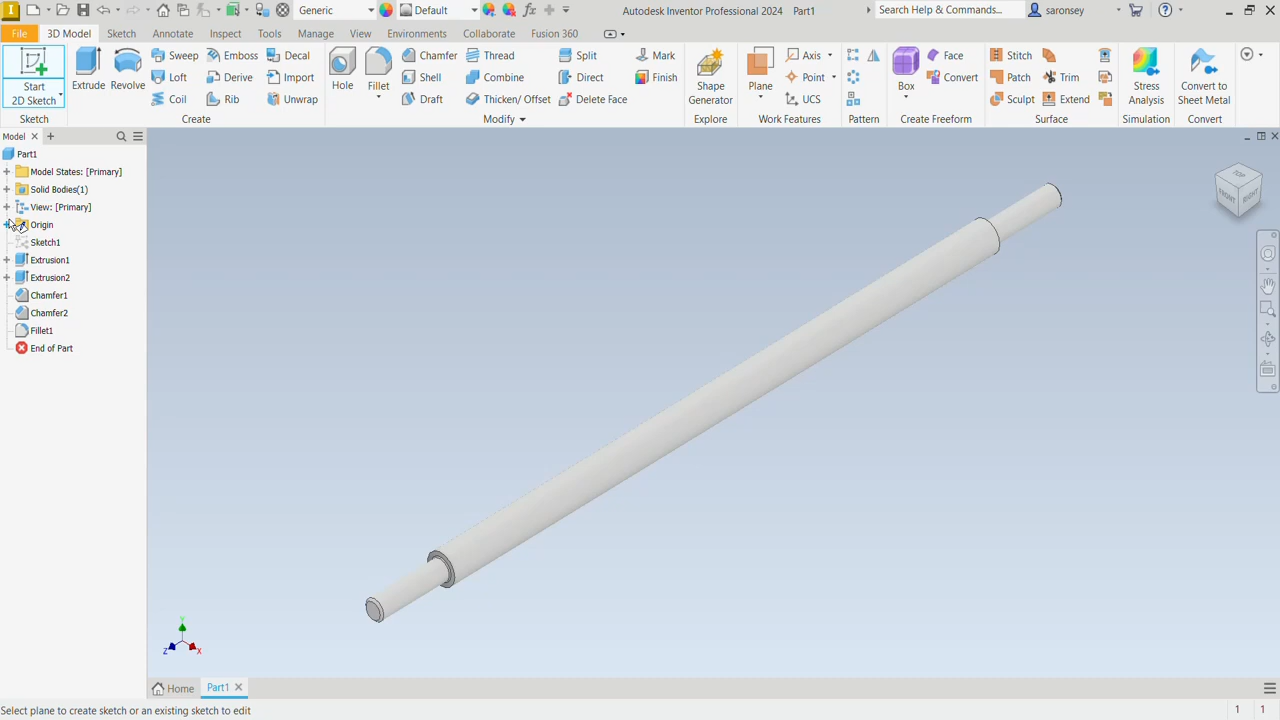 Generic
Default
Autodesk Inventor Professional 2024 Part1
Search Help & Commands...
saronsey
File
3D Model
Sketch
Annotate
Inspect
Tools
Manage
View
Environments
Collaborate
Fusion 360
Start
2D Sketch
Extrude
Revolve
Sweep
Emboss
Decal
Loft
Derive
Import
Coil
Rib
Unwrap
Hole
Fillet
Chamfer
Thread
Split
Mark
Shell
Combine
Direct
Finish
Draft
Thicken/ Offset
Delete Face
Shape
Generator
Plane
Axis
Point
UCS
Box
Face
Convert
Stitch
Patch
Trim
Sculpt
Extend
Stress
Analysis
Convert to
Sheet Metal
Sketch
Create
Modify
Explore
Work Features
Pattern
Create Freeform
Surface
Simulation
Convert
Model
Part1
Model States: [Primary]
Solid Bodies(1)
View: [Primary]
Origin
Sketch1
Extrusion1
Extrusion2
Chamfer1
Chamfer2
Fillet1
End of Part
TOP
FRONT
RIGHT
Y
Z
X
Home
Part1
Select plane to create sketch or an existing sketch to edit
1
1